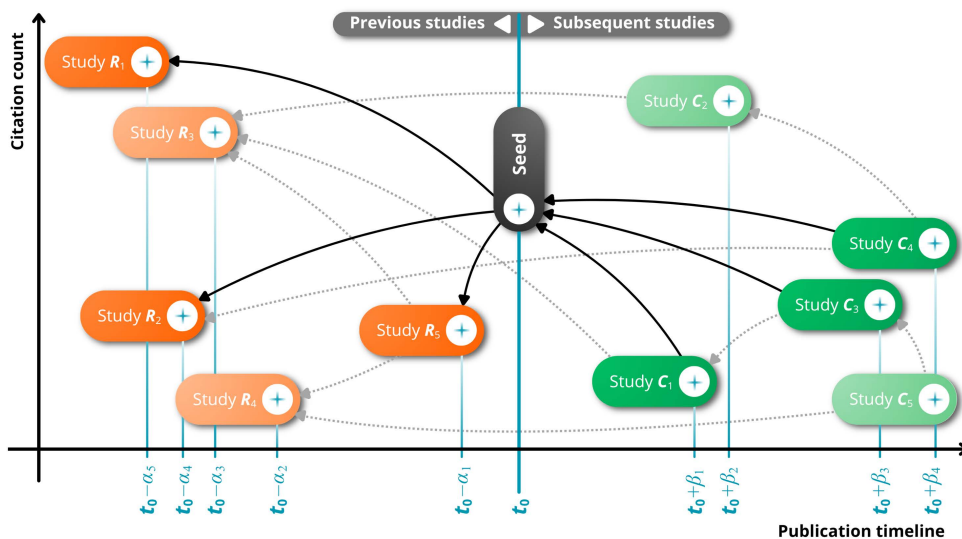 Previous studies
Subsequent studies
Citation count
Study R₁
Study C₂
Study R₃
Seed
Study C₄
Study C₃
Study R₂
Study R₅
Study C₁
Study R₄
Study C₅
t₀−α₅
t₀−α₄
t₀−α₃
t₀−α₂
t₀−α₁
t₀
t₀+β₁
t₀+β₂
t₀+β₃
t₀+β₄
Publication timeline